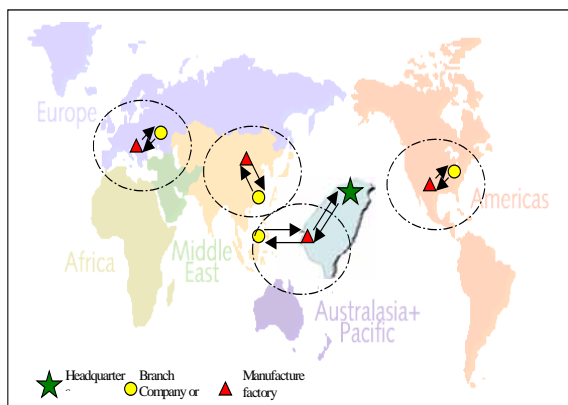 Europe
Americas
Middle
East
Africa
Australasia+
Pacific
Headquarter
Branch
Company or
Manufacture
factory